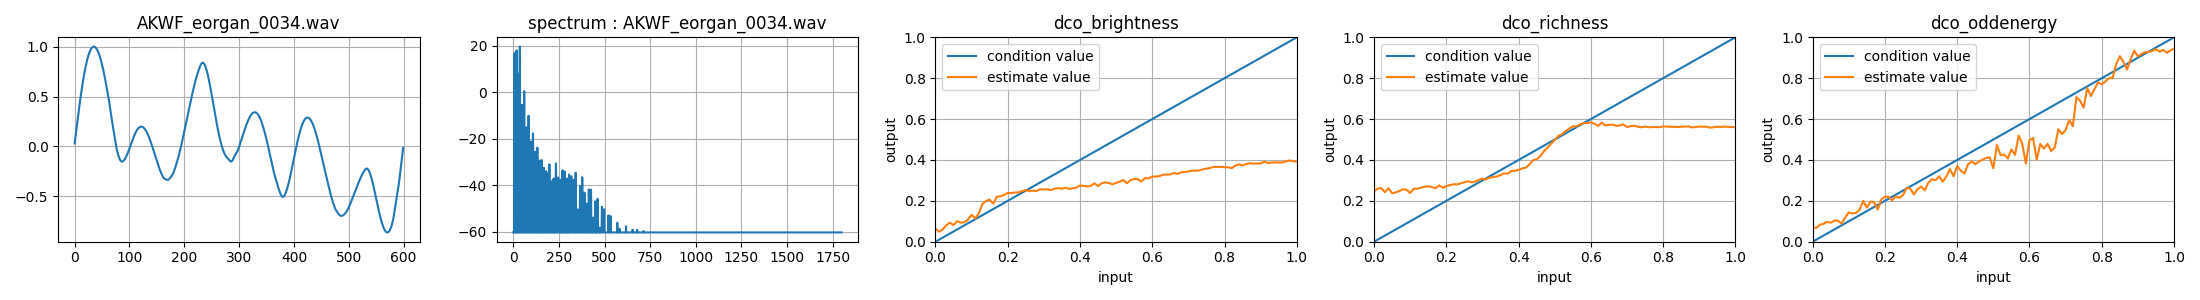 AKWF_eorgan_0034.wav
1.0
0.5
0.0
−0.5
0 100 200 300 400 500 600
spectrum : AKWF_eorgan_0034.wav
20
0
−20
−40
−60
0 250 500 750 1000 1250 1500 1750
dco_brightness
condition value
estimate value
output
1.0
0.8
0.6
0.4
0.2
0.0
0.0 0.2 0.4 0.6 0.8 1.0
input
dco_richness
condition value
estimate value
output
1.0
0.8
0.6
0.4
0.2
0.0
0.0 0.2 0.4 0.6 0.8 1.0
input
dco_oddenergy
condition value
estimate value
output
1.0
0.8
0.6
0.4
0.2
0.0
0.0 0.2 0.4 0.6 0.8 1.0
input